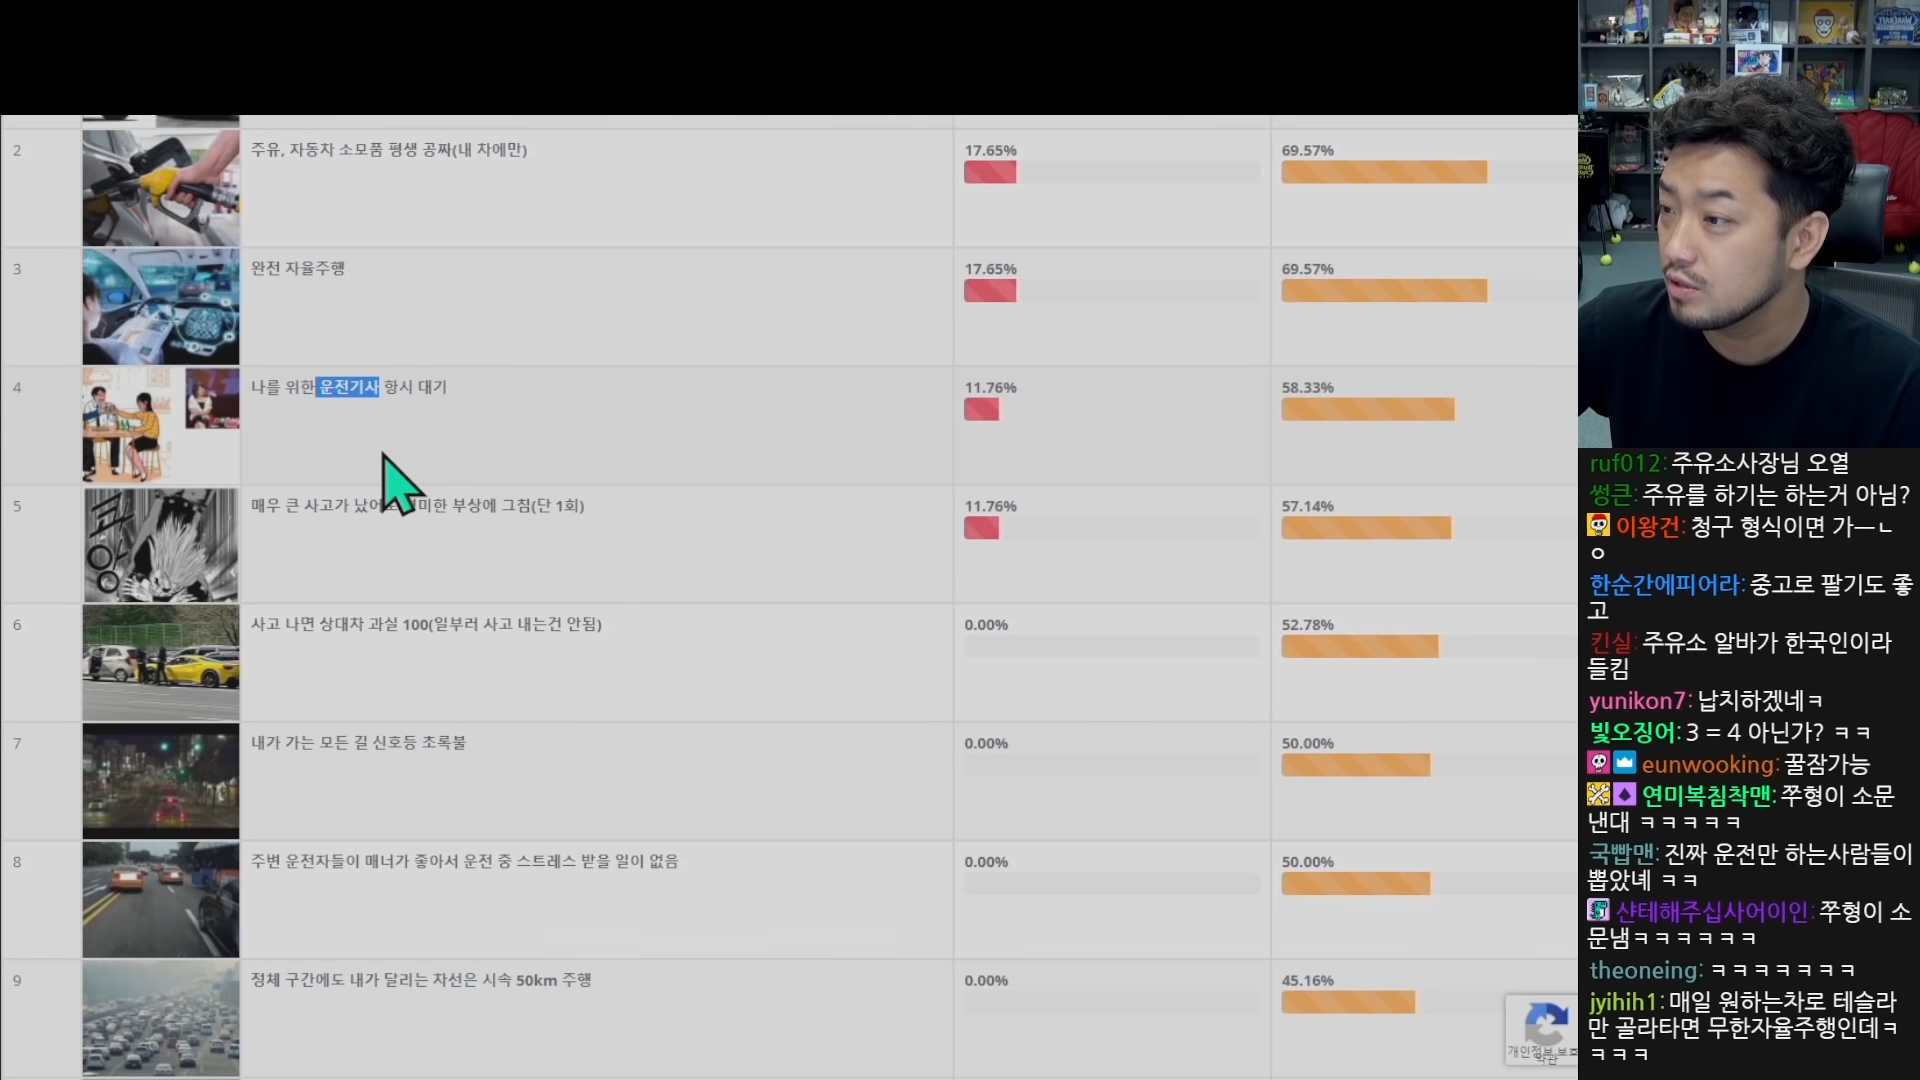 2
주유, 자동차 소모품 평생 공짜(내 차에만)
17.65%
69.57%
3
완전 자율주행
17.65%
69.57%
4
나를 위한 운전기사 항시 대기
11.76%
58.33%
5
매우 큰 사고가 났어 미한 부상에 그침(단 1회)
11.76%
57.14%
콰앙
6
사고 나면 상대차 과실 100(일부러 사고 내는건 안됨)
0.00%
52.78%
7
내가 가는 모든 길 신호등 초록불
0.00%
50.00%
8
주변 운전자들이 매너가 좋아서 운전 중 스트레스 받을 일이 없음
0.00%
50.00%
9
정체 구간에도 내가 달리는 차선은 시속 50km 주행
0.00%
45.16%
개인정보 보호
약관
ruf012: 주유소사장님 오열
썽큰: 주유를 하기는 하는거 아님?
이왕건: 청구 형식이면 가ㅡㄴ
ㅇ
한순간에피어라: 중고로 팔기도 좋
고
킨실: 주유소 알바가 한국인이라
들킴
yunikon7: 납치하겠네ㅋ
빛오징어: 3 = 4 아닌가? ㅋㅋ
eunwooking: 꿀잠가능
연미복침착맨: 쭈형이 소문
낸대 ㅋㅋㅋㅋㅋ
국빱맨: 진짜 운전만 하는사람들이
뽑았네 ㅋㅋ
샨테해주십사어이인: 쭈형이 소
문냄ㅋㅋㅋㅋㅋㅋ
theoneing: ㅋㅋㅋㅋㅋㅋㅋ
jyihih1: 매일 원하는차로 테슬라
만 골라타면 무한자율주행인데ㅋ
ㅋㅋㅋ